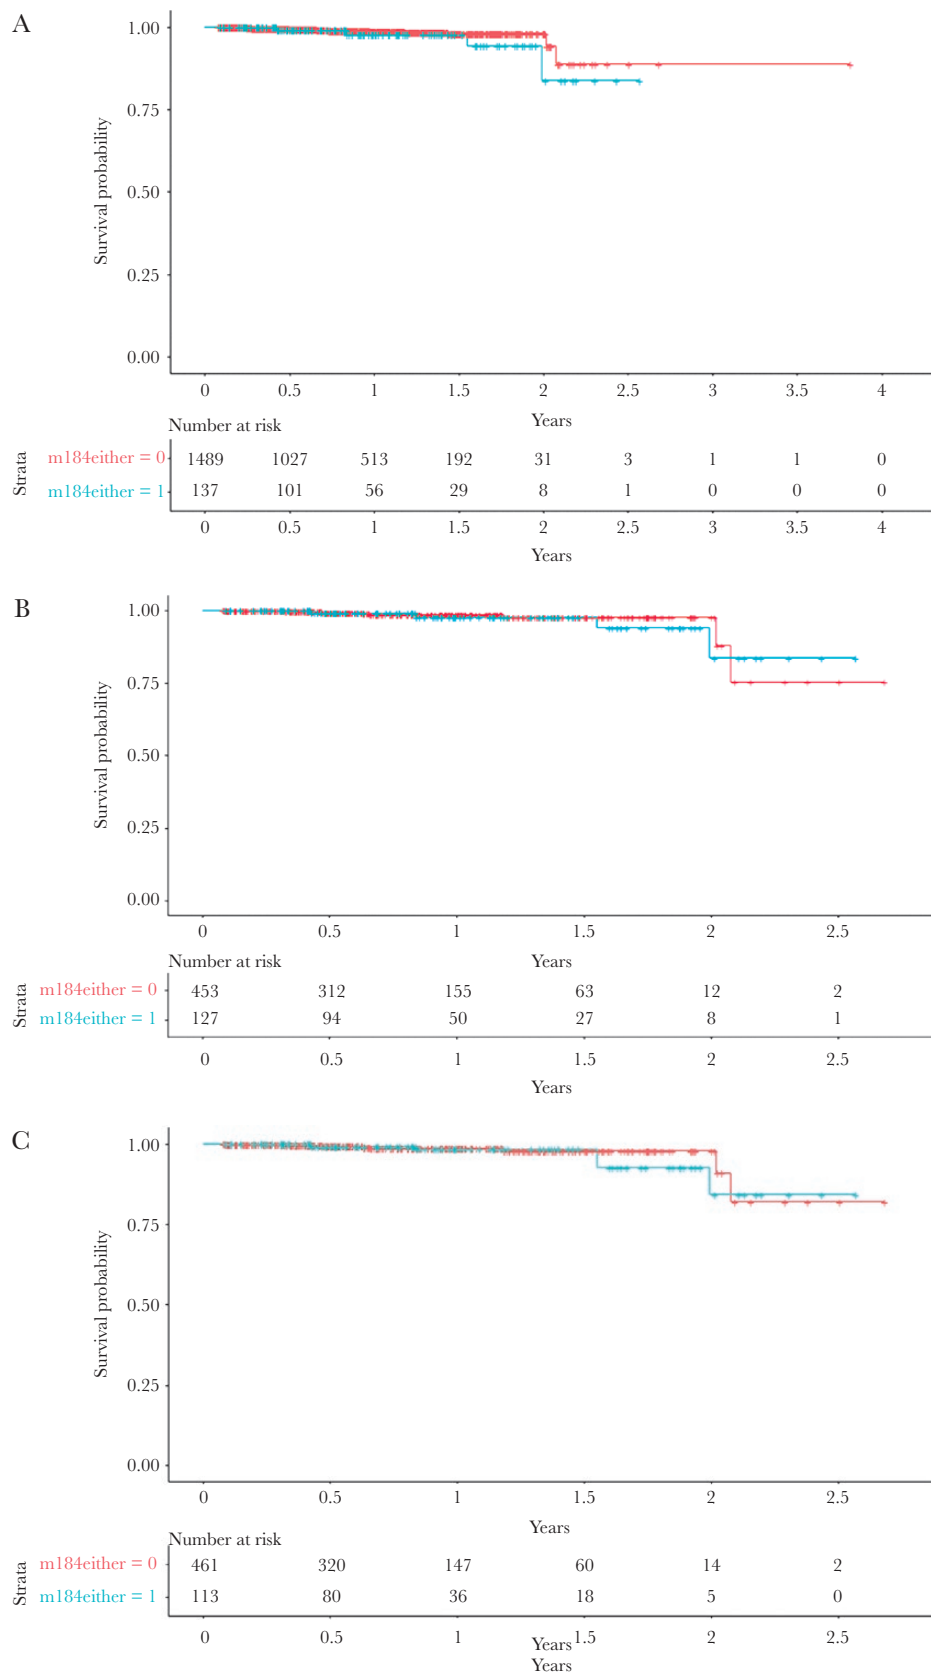 A
1.00
0.75
0.50
0.25
0.00
Survival probability
0 0.5 1 1.5 2 2.5 3 3.5 4
Years
Number at risk
Strata
m184either = 0 1489 1027 513 192 31 3 1 1 0
m184either = 1 137 101 56 29 8 1 0 0 0
0 0.5 1 1.5 2 2.5 3 3.5 4
Years
B
1.00
0.75
0.50
0.25
0.00
Survival probability
0 0.5 1 1.5 2 2.5
Number at risk Years
Strata
m184either = 0 453 312 155 63 12 2
m184either = 1 127 94 50 27 8 1
0 0.5 1 1.5 2 2.5
Years
C
1.00
0.75
0.50
0.25
0.00
Survival probability
0 0.5 1 1.5 2 2.5
Years
Number at risk
Strata
m184either = 0 461 320 147 60 14 2
m184either = 1 113 80 36 18 5 0
0 0.5 1 1.5 2 2.5
Years
Years